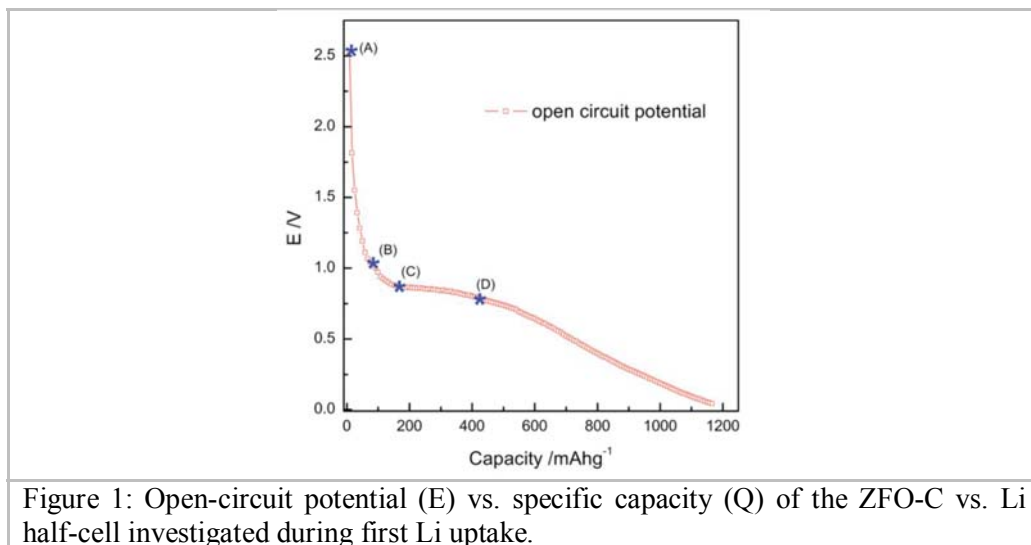 2.5
2.0
1.5
1.0
0.5
0.0
E /V
(A)
(B)
(C)
(D)
open circuit potential
0 200 400 600 800 1000 1200
Capacity /mAhg⁻¹
Figure 1: Open-circuit potential (E) vs. specific capacity (Q) of the ZFO-C vs. Li
half-cell investigated during first Li uptake.